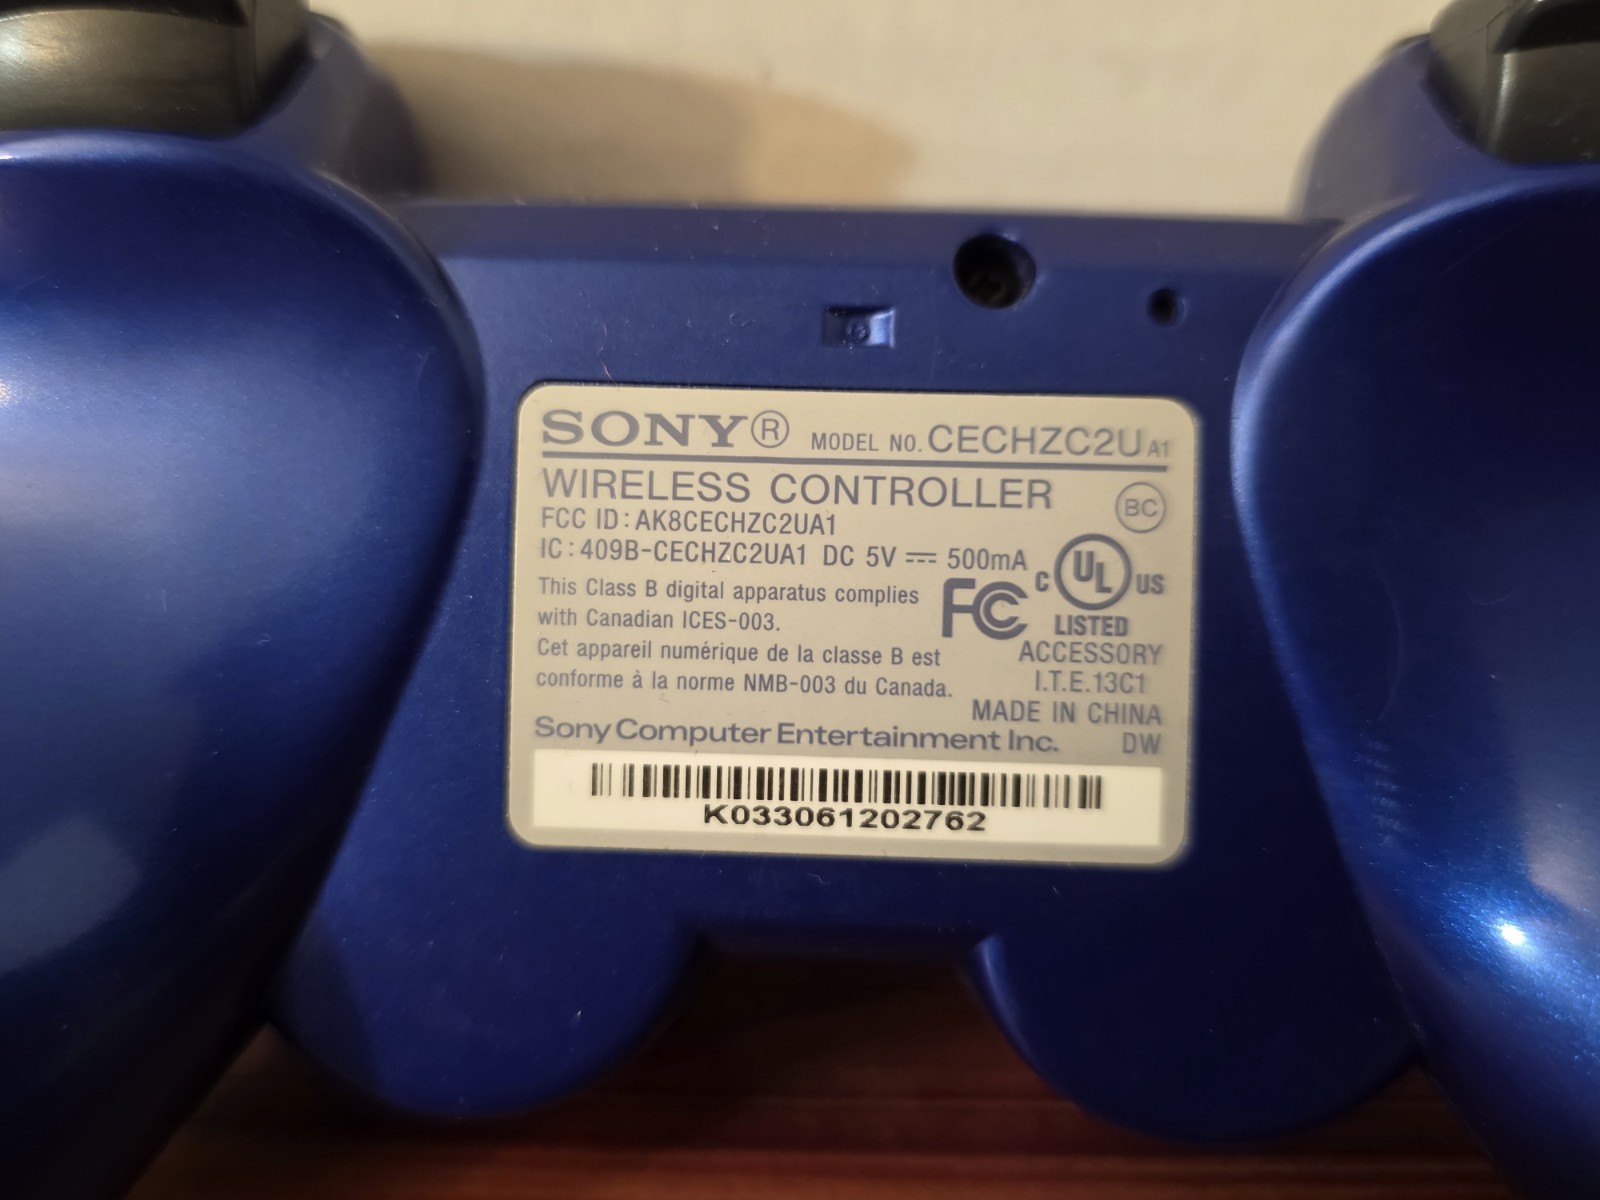 SONY® MODEL NO. CECHZC2U A1
WIRELESS CONTROLLER
BC
FCC ID : AK8CECHZC2UA1
IC : 409B-CECHZC2UA1 DC 5V ⎓ 500mA
This Class B digital apparatus complies
with Canadian ICES-003.
Cet appareil numérique de la classe B est
conforme à la norme NMB-003 du Canada.
FC
C UL US
LISTED
ACCESSORY
I.T.E.13C1
MADE IN CHINA
Sony Computer Entertainment Inc. DW
K033061202762